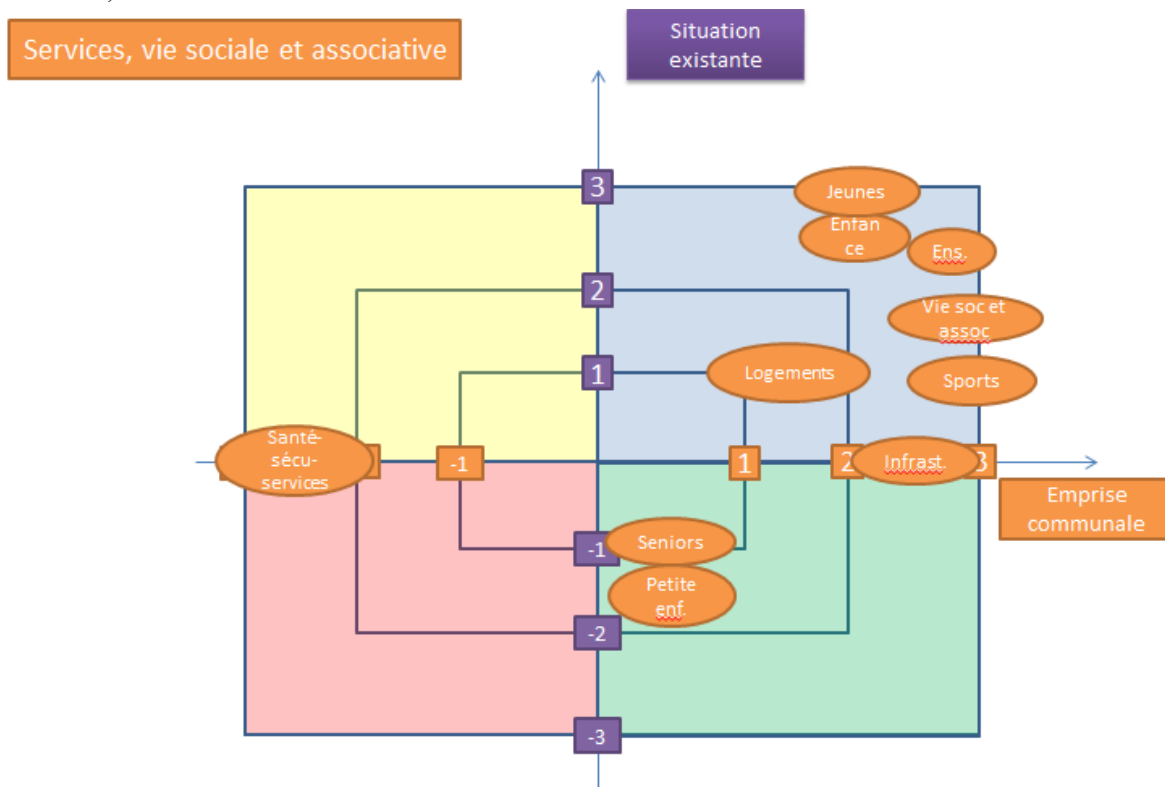 Services, vie sociale et associative
Situation
existante
3
Jeunes
Enfan
ce
Ens.
2
Vie soc et
assoc
1
Logements
Sports
Santé-
sécu-
services
-1
1
2
Infrast.
3
Emprise
communale
-1
Seniors
Petite
enf.
-2
-3